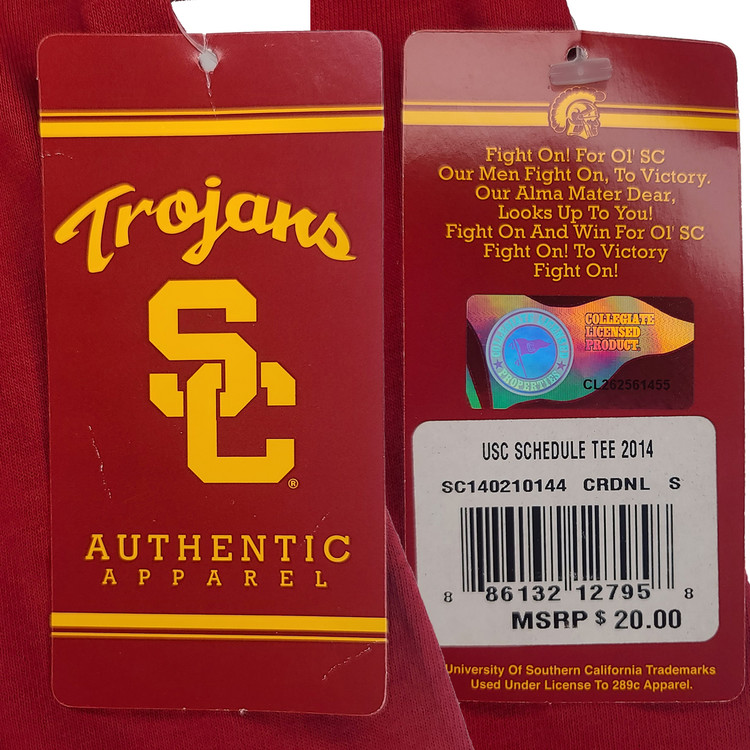 Trojans
SC
®
AUTHENTIC
APPAREL
Fight On! For Ol' SC
Our Men Fight On, To Victory.
Our Alma Mater Dear,
Looks Up To You!
Fight On And Win For Ol' SC
Fight On! To Victory
Fight On!
COLLEGIATE
LICENSED
PRODUCT
PROPERTIES
CL262561455
USC SCHEDULE TEE 2014
SC140210144 CRDNL S
8 86132 12795 8
MSRP $ 20.00
University Of Southern California Trademarks
Used Under License To 289c Apparel.